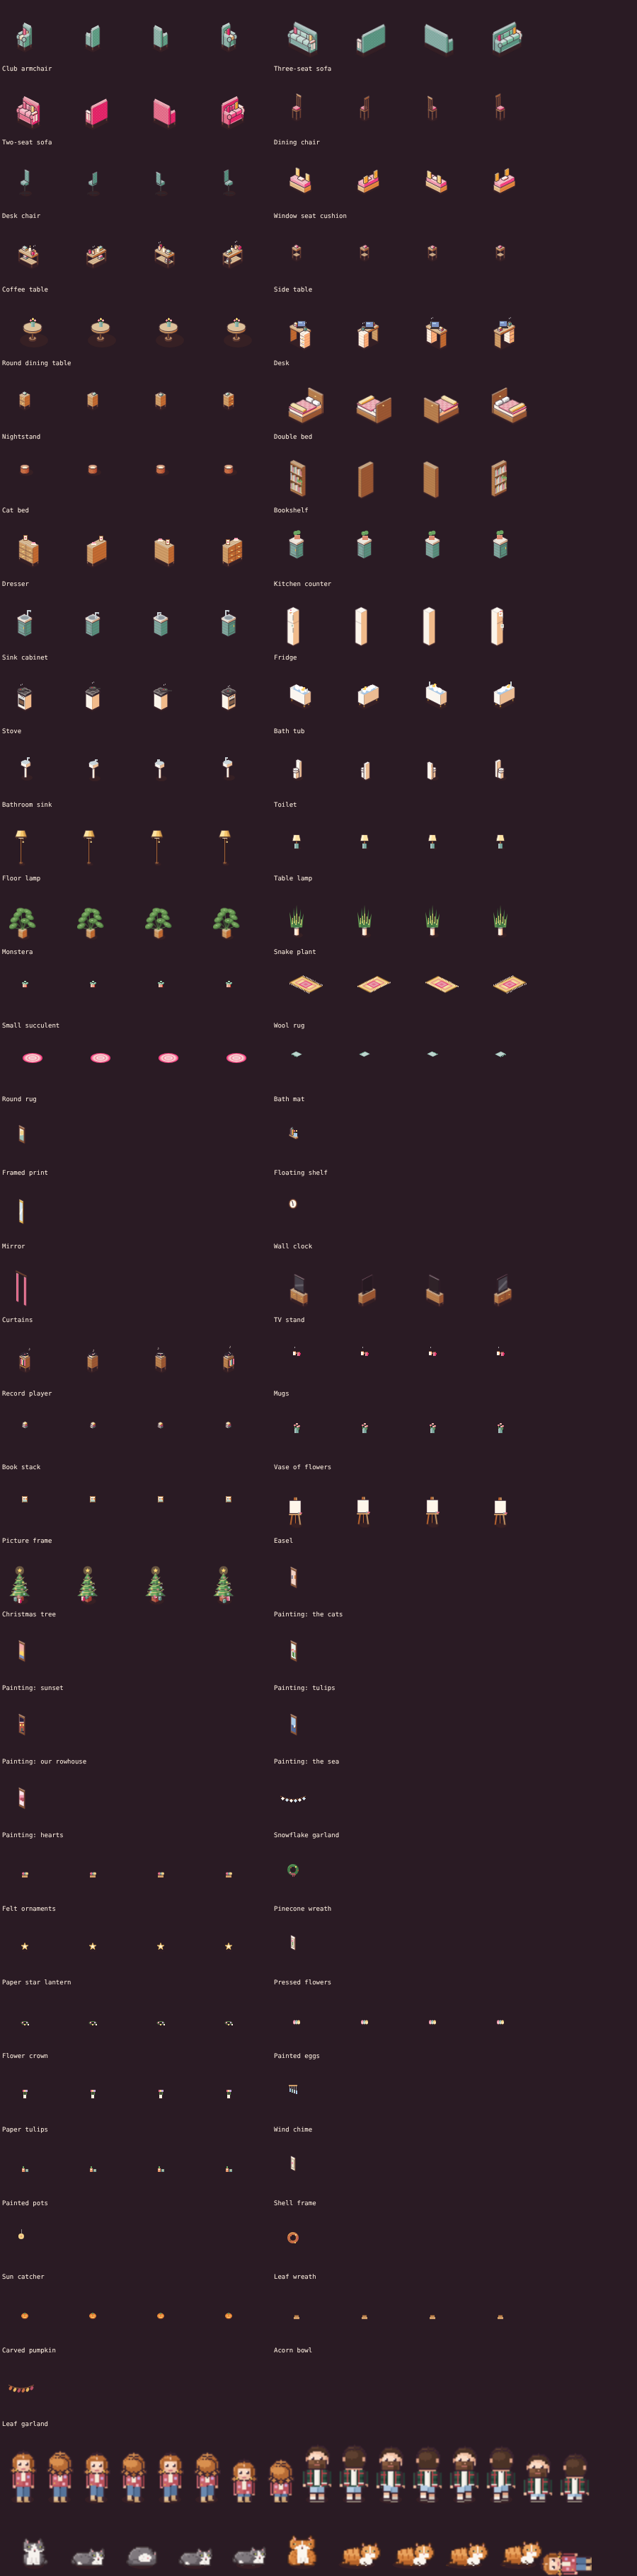 Club armchair
Three-seat sofa
Two-seat sofa
Dining chair
Desk chair
Window seat cushion
Coffee table
Side table
Round dining table
Desk
Nightstand
Double bed
Cat bed
Bookshelf
Dresser
Kitchen counter
Sink cabinet
Fridge
Stove
Bath tub
Bathroom sink
Toilet
Floor lamp
Table lamp
Monstera
Snake plant
Small succulent
Wool rug
Round rug
Bath mat
Framed print
Floating shelf
Mirror
Wall clock
Curtains
TV stand
Record player
Mugs
Book stack
Vase of flowers
Picture frame
Easel
Christmas tree
Painting: the cats
Painting: sunset
Painting: tulips
Painting: our rowhouse
Painting: the sea
Painting: hearts
Snowflake garland
Felt ornaments
Pinecone wreath
Paper star lantern
Pressed flowers
Flower crown
Painted eggs
Paper tulips
Wind chime
Painted pots
Shell frame
Sun catcher
Leaf wreath
Carved pumpkin
Acorn bowl
Leaf garland